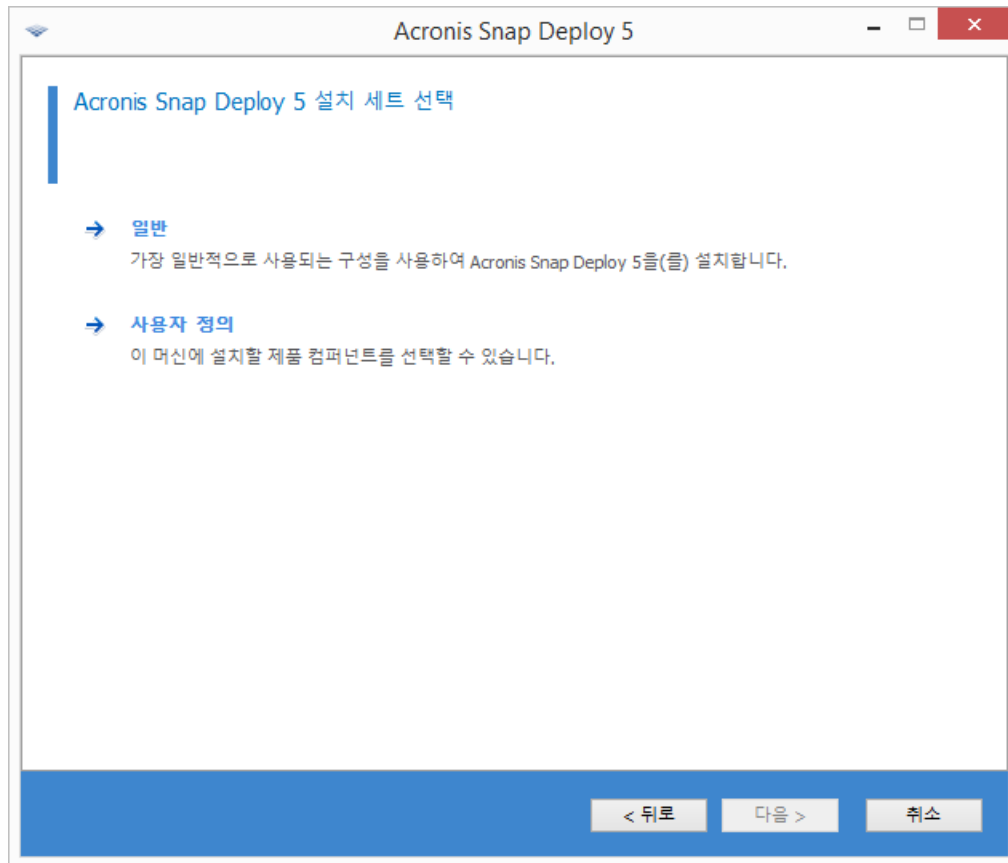 Acronis Snap Deploy 5
Acronis Snap Deploy 5 설치 세트 선택
일반
가장 일반적으로 사용되는 구성을 사용하여 Acronis Snap Deploy 5을(를) 설치합니다.
사용자 정의
이 머신에 설치할 제품 컴퍼넌트를 선택할 수 있습니다.
< 뒤로 다음 > 취소